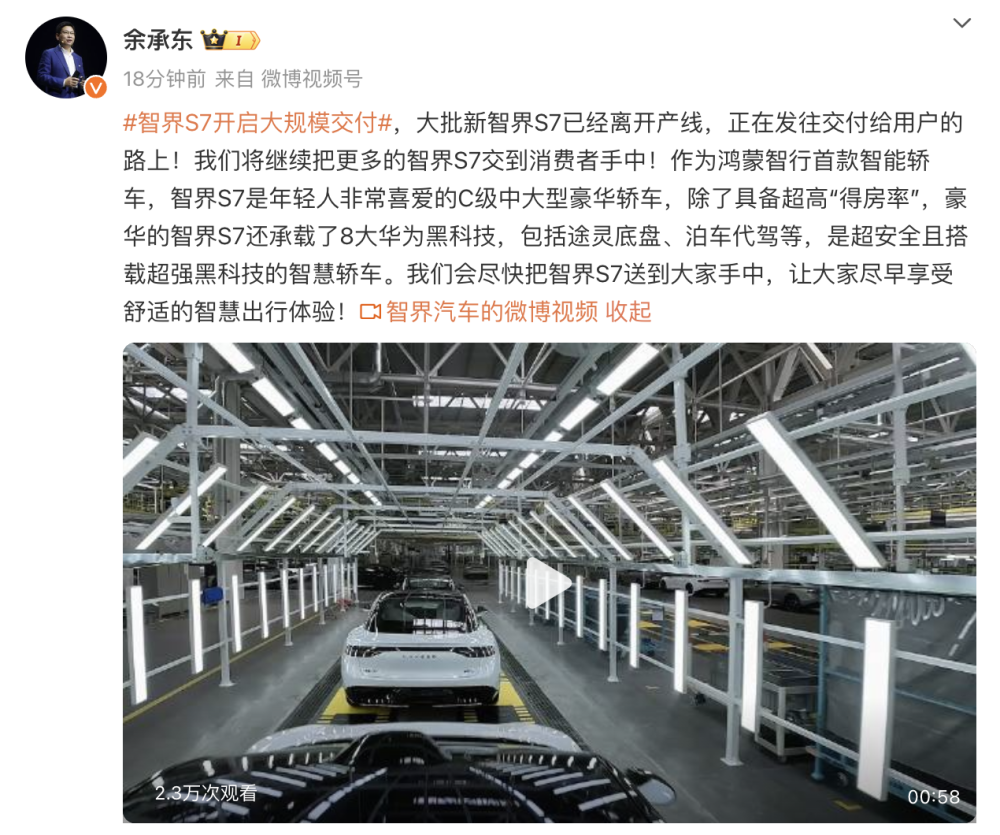 余承东
18分钟前 来自 微博视频号
#智界S7开启大规模交付#，大批新智界S7已经离开产线，正在发往交付给用户的
路上！我们将继续把更多的智界S7交到消费者手中！作为鸿蒙智行首款智能轿
车，智界S7是年轻人非常喜爱的C级中大型豪华轿车，除了具备超高“得房率”，豪
华的智界S7还承载了8大华为黑科技，包括途灵底盘、泊车代驾等，是超安全且搭
载超强黑科技的智慧轿车。我们会尽快把智界S7送到大家手中，让大家尽早享受
舒适的智慧出行体验！智界汽车的微博视频 收起
2.3万次观看
00:58